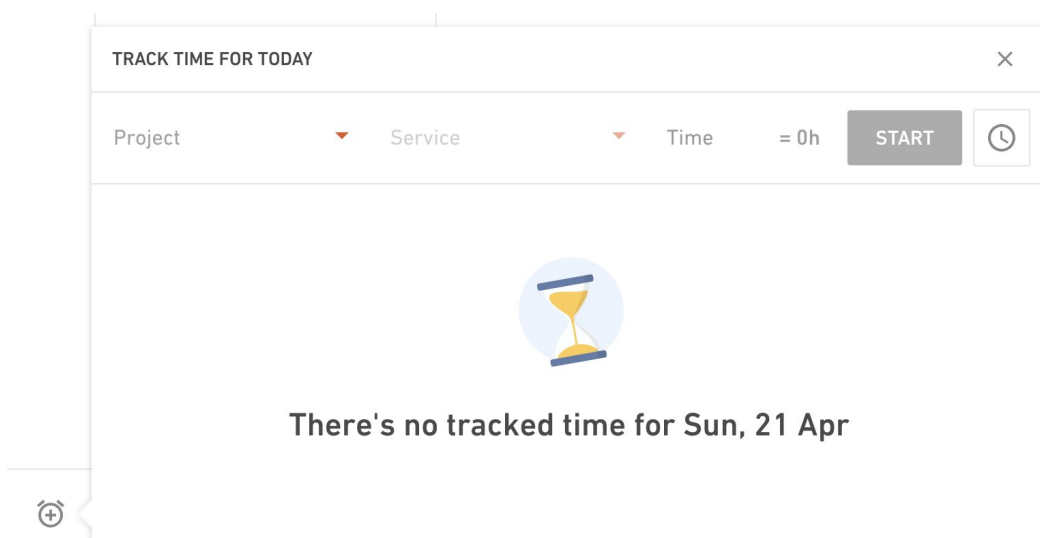 TRACK TIME FOR TODAY
Project Service Time = 0h START
There's no tracked time for Sun, 21 Apr